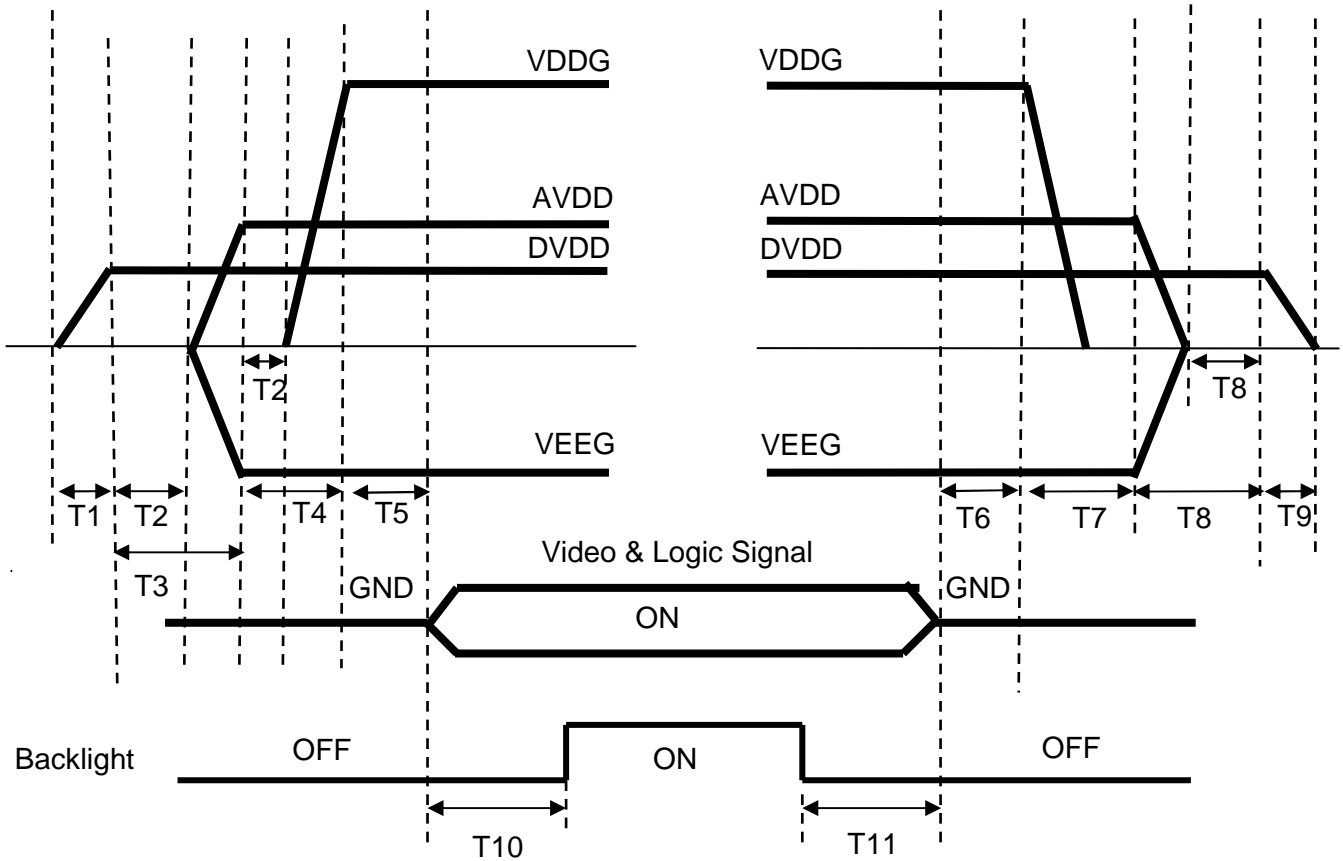 VDDG VDDG
AVDD AVDD
DVDD DVDD
T2 T8
VEEG VEEG
T1 T2 T4 T5 T6 T7 T8 T9
T3
Video & Logic Signal
GND ON GND
Backlight OFF ON OFF
T10 T11